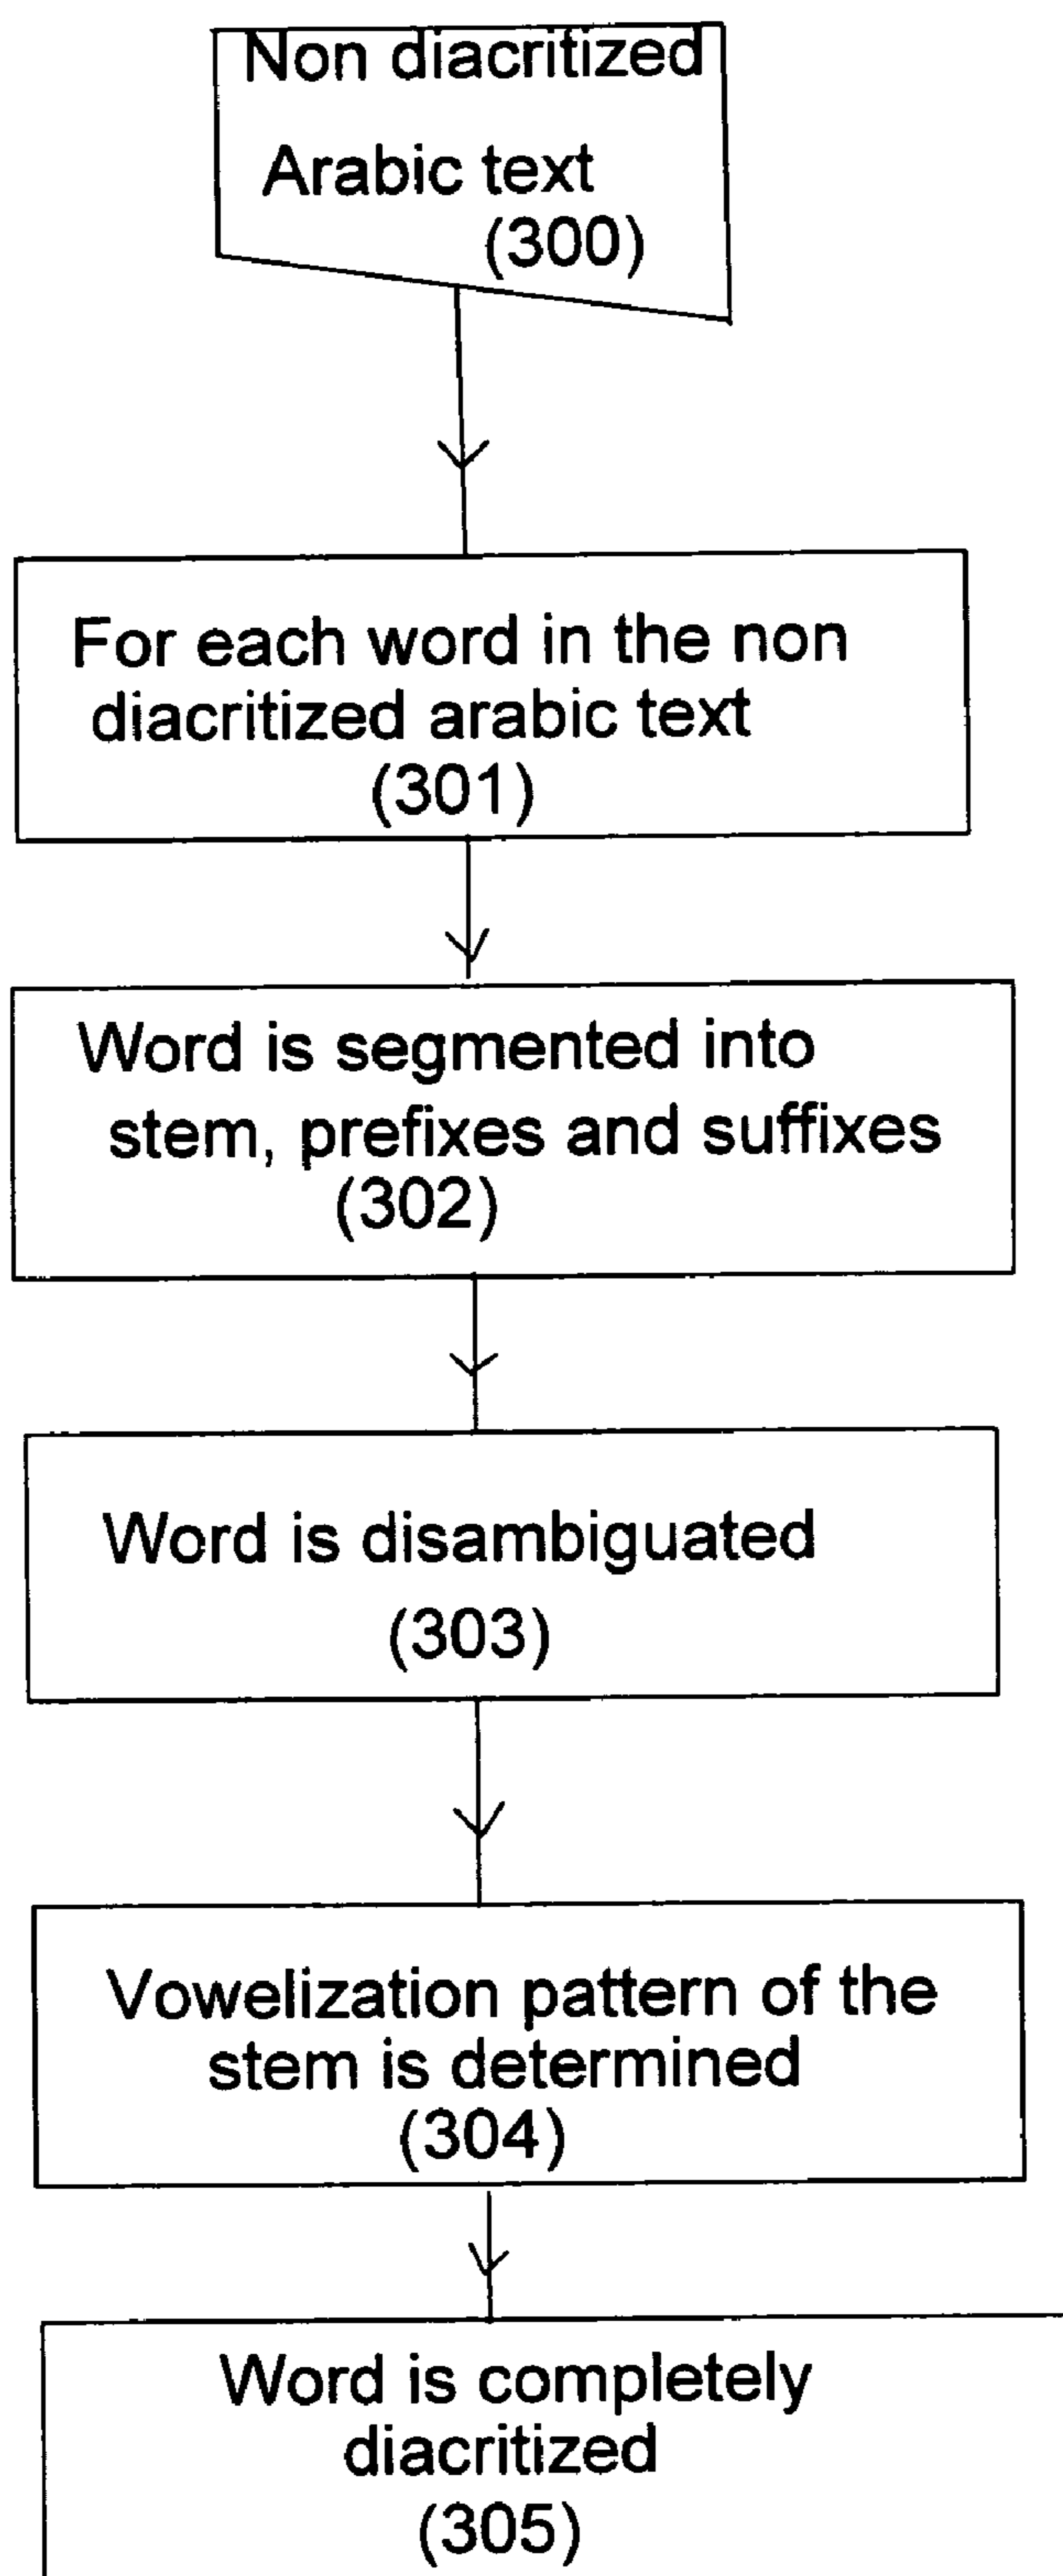 Non diacritized
Arabic text
(300)
For each word in the non
diacritized arabic text
(301)
Word is segmented into
stem, prefixes and suffixes
(302)
Word is disambiguated
(303)
Vowelization pattern of the
stem is determined
(304)
Word is completely
diacritized
(305)